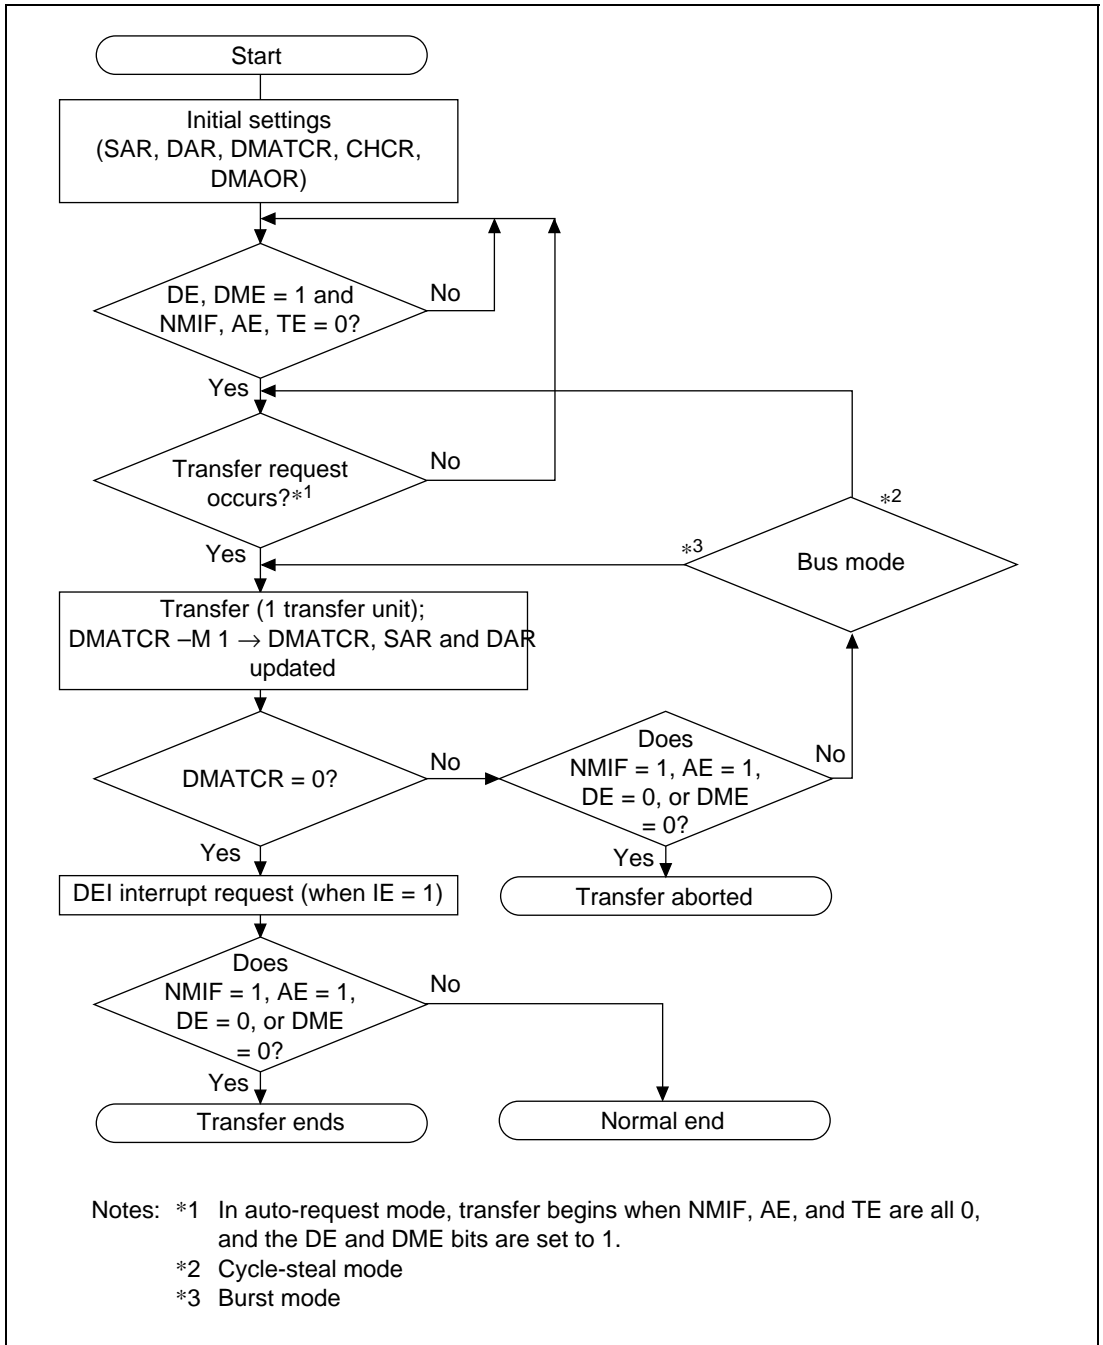 Start
Initial settings
(SAR, DAR, DMATCR, CHCR,
DMAOR)
DE, DME = 1 and
NMIF, AE, TE = 0?
No
Yes
Transfer request
occurs?*1
No
Yes
*2
*3
Bus mode
Transfer (1 transfer unit);
DMATCR –M 1 → DMATCR, SAR and DAR
updated
DMATCR = 0?
No
Does
NMIF = 1, AE = 1,
DE = 0, or DME
= 0?
No
Yes
Yes
DEI interrupt request (when IE = 1)
Transfer aborted
Does
NMIF = 1, AE = 1,
DE = 0, or DME
= 0?
No
Yes
Transfer ends
Normal end
Notes: *1 In auto-request mode, transfer begins when NMIF, AE, and TE are all 0,
and the DE and DME bits are set to 1.
*2 Cycle-steal mode
*3 Burst mode